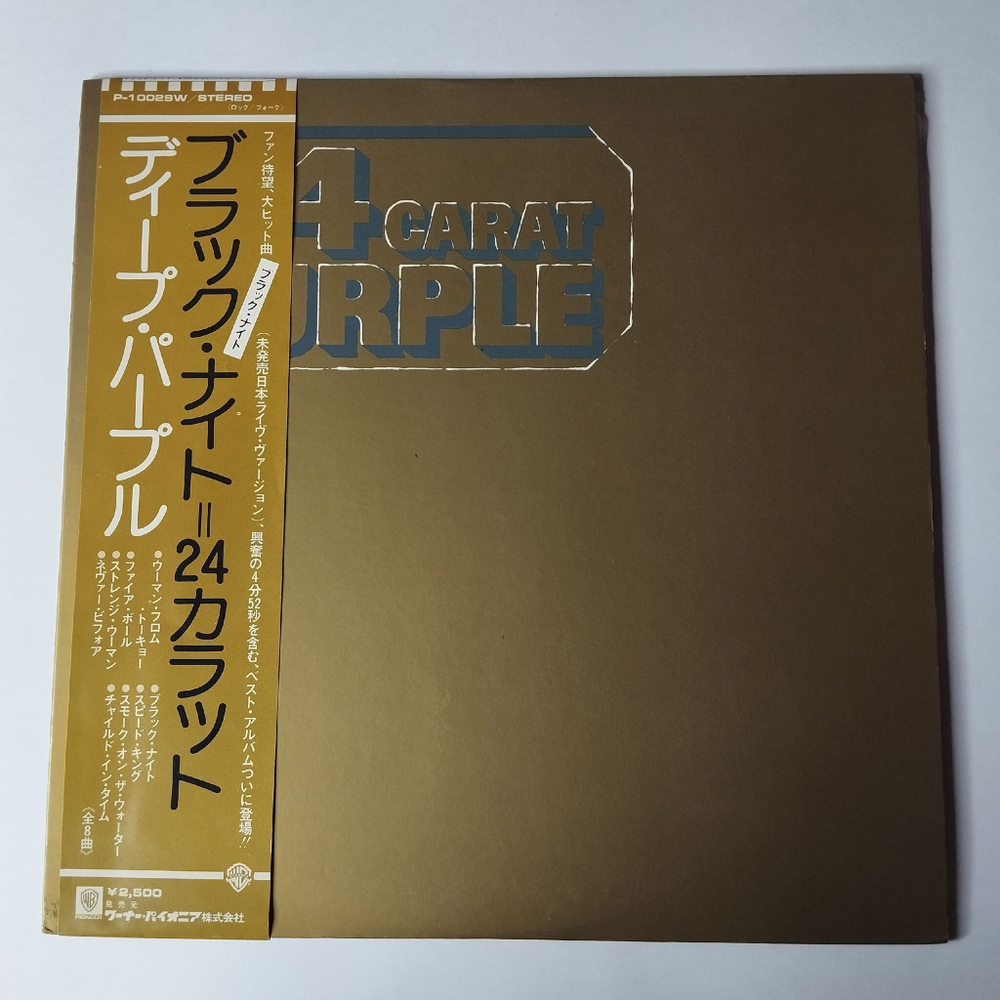 P-10029W/STEREO
(ロック/フォーク)
ファン待望、大ヒット曲
ブラック・ナイト
(未発売日本ライヴ・ヴァージョン)、興奮の4分52秒を含む、ベスト・アルバムついに登場!!
ブラック・ナイト=24カラット
ディープ・パープル
●ウーマン・フロム
・トーキョー
●ファイア・ボール
●ストレンジ・ウーマン
●ネヴァー・ビフォア
●ブラック・ナイト
●スピード・キング
●スモーク・オン・ザ・ウォーター
●チャイルド・イン・タイム
《全8曲》
4 CARAT
URPLE
¥2,500
発売元
ワーナー・パイオニア株式会社
WB
PIONEER